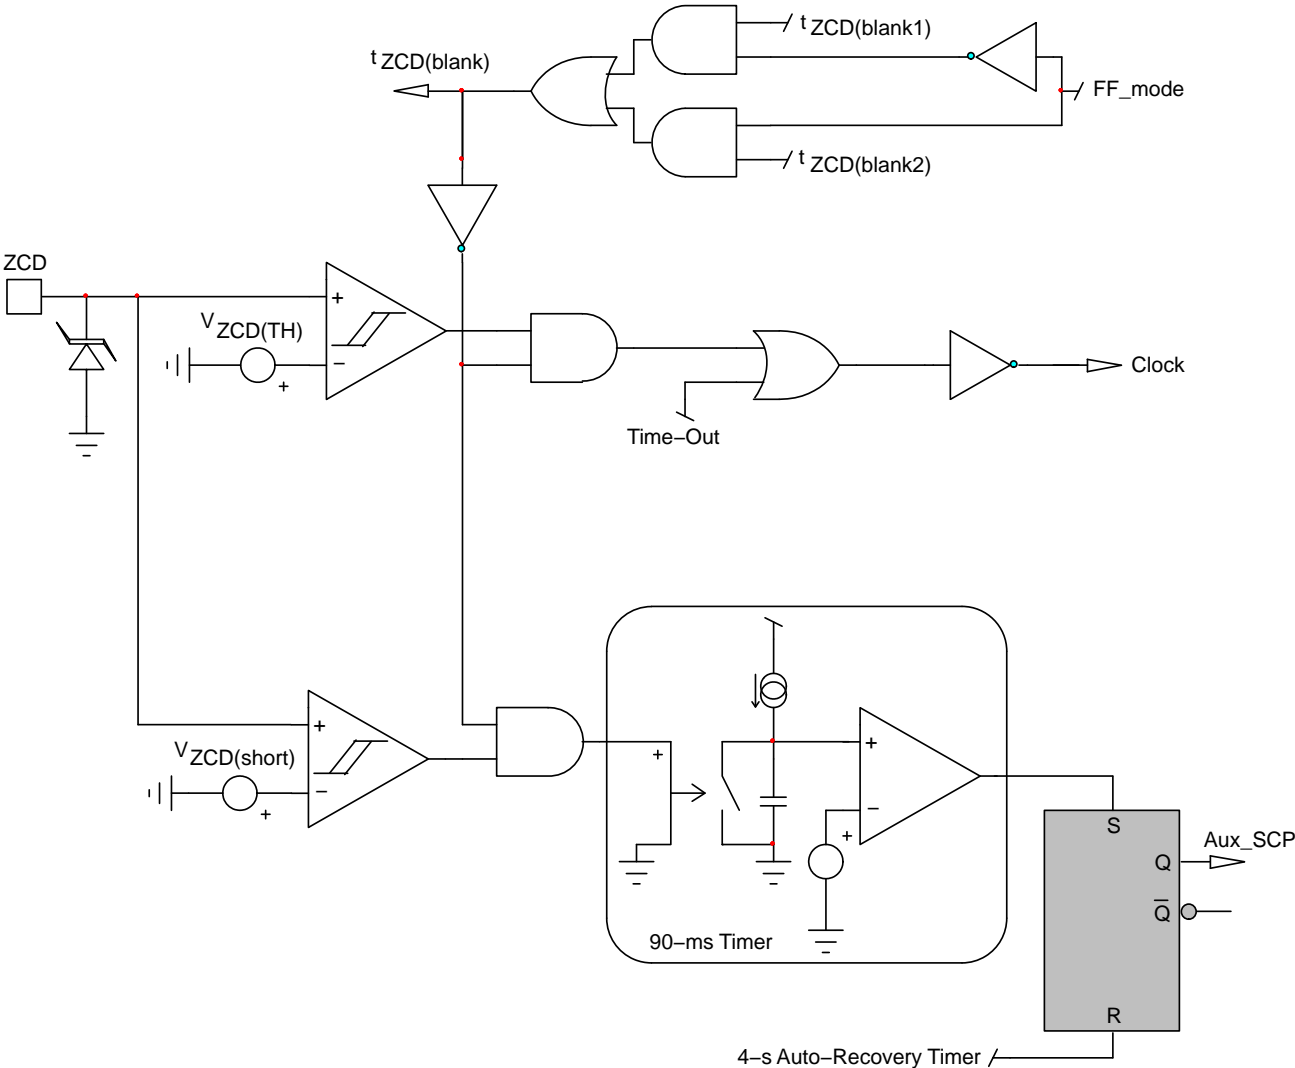 t ZCD(blank1)
t ZCD(blank)
FF_mode
t ZCD(blank2)
ZCD
+
V ZCD(TH)
−
+
Clock
Time−Out
+
V ZCD(short)
−
+
+
+
−
+
S
Aux_SCP
Q
Q̅
90−ms Timer
R
4−s Auto−Recovery Timer